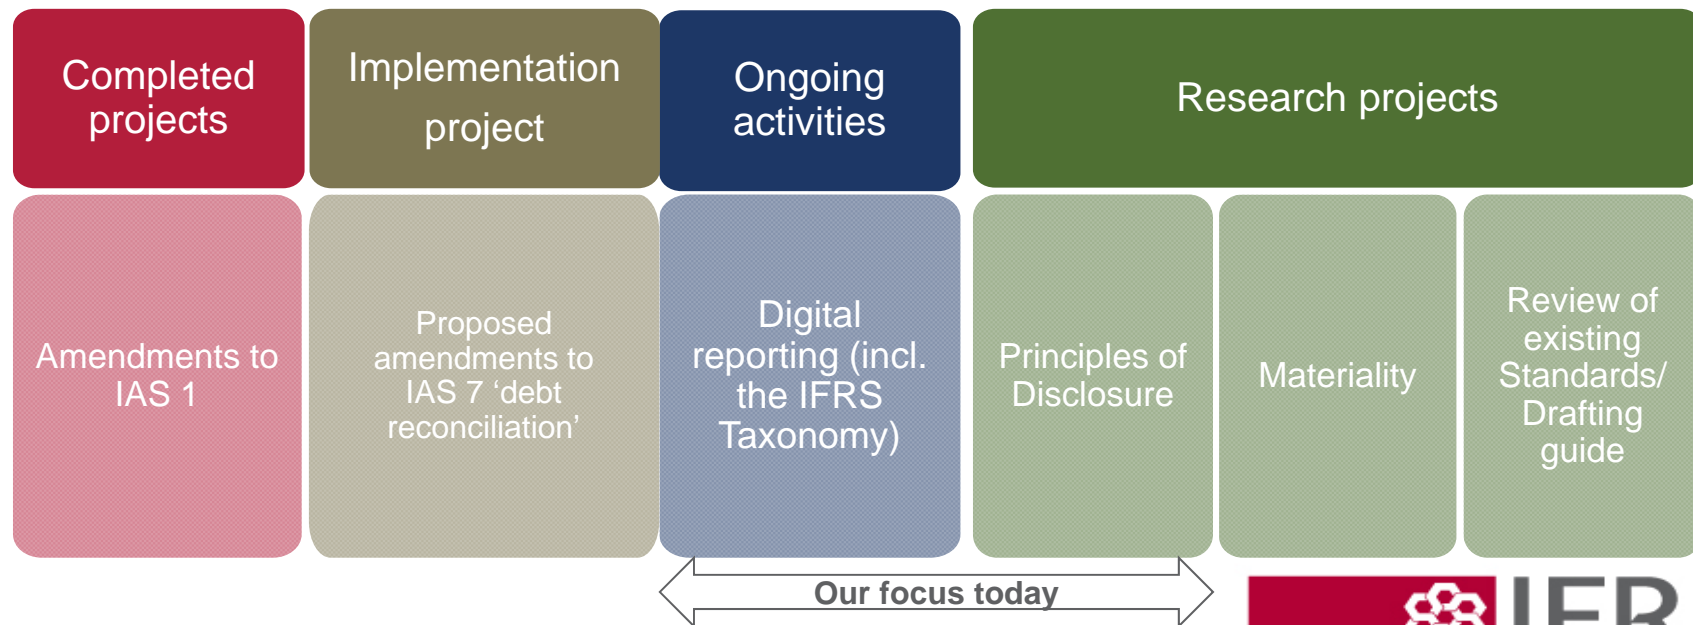 Completed
projects
Implementation
project
Ongoing
activities
Research projects
Amendments to
IAS 1
Proposed
amendments to
IAS 7 ‘debt
reconciliation’
Digital
reporting (incl.
the IFRS
Taxonomy)
Principles of
Disclosure
Materiality
Review of
existing
Standards/
Drafting
guide
Our focus today